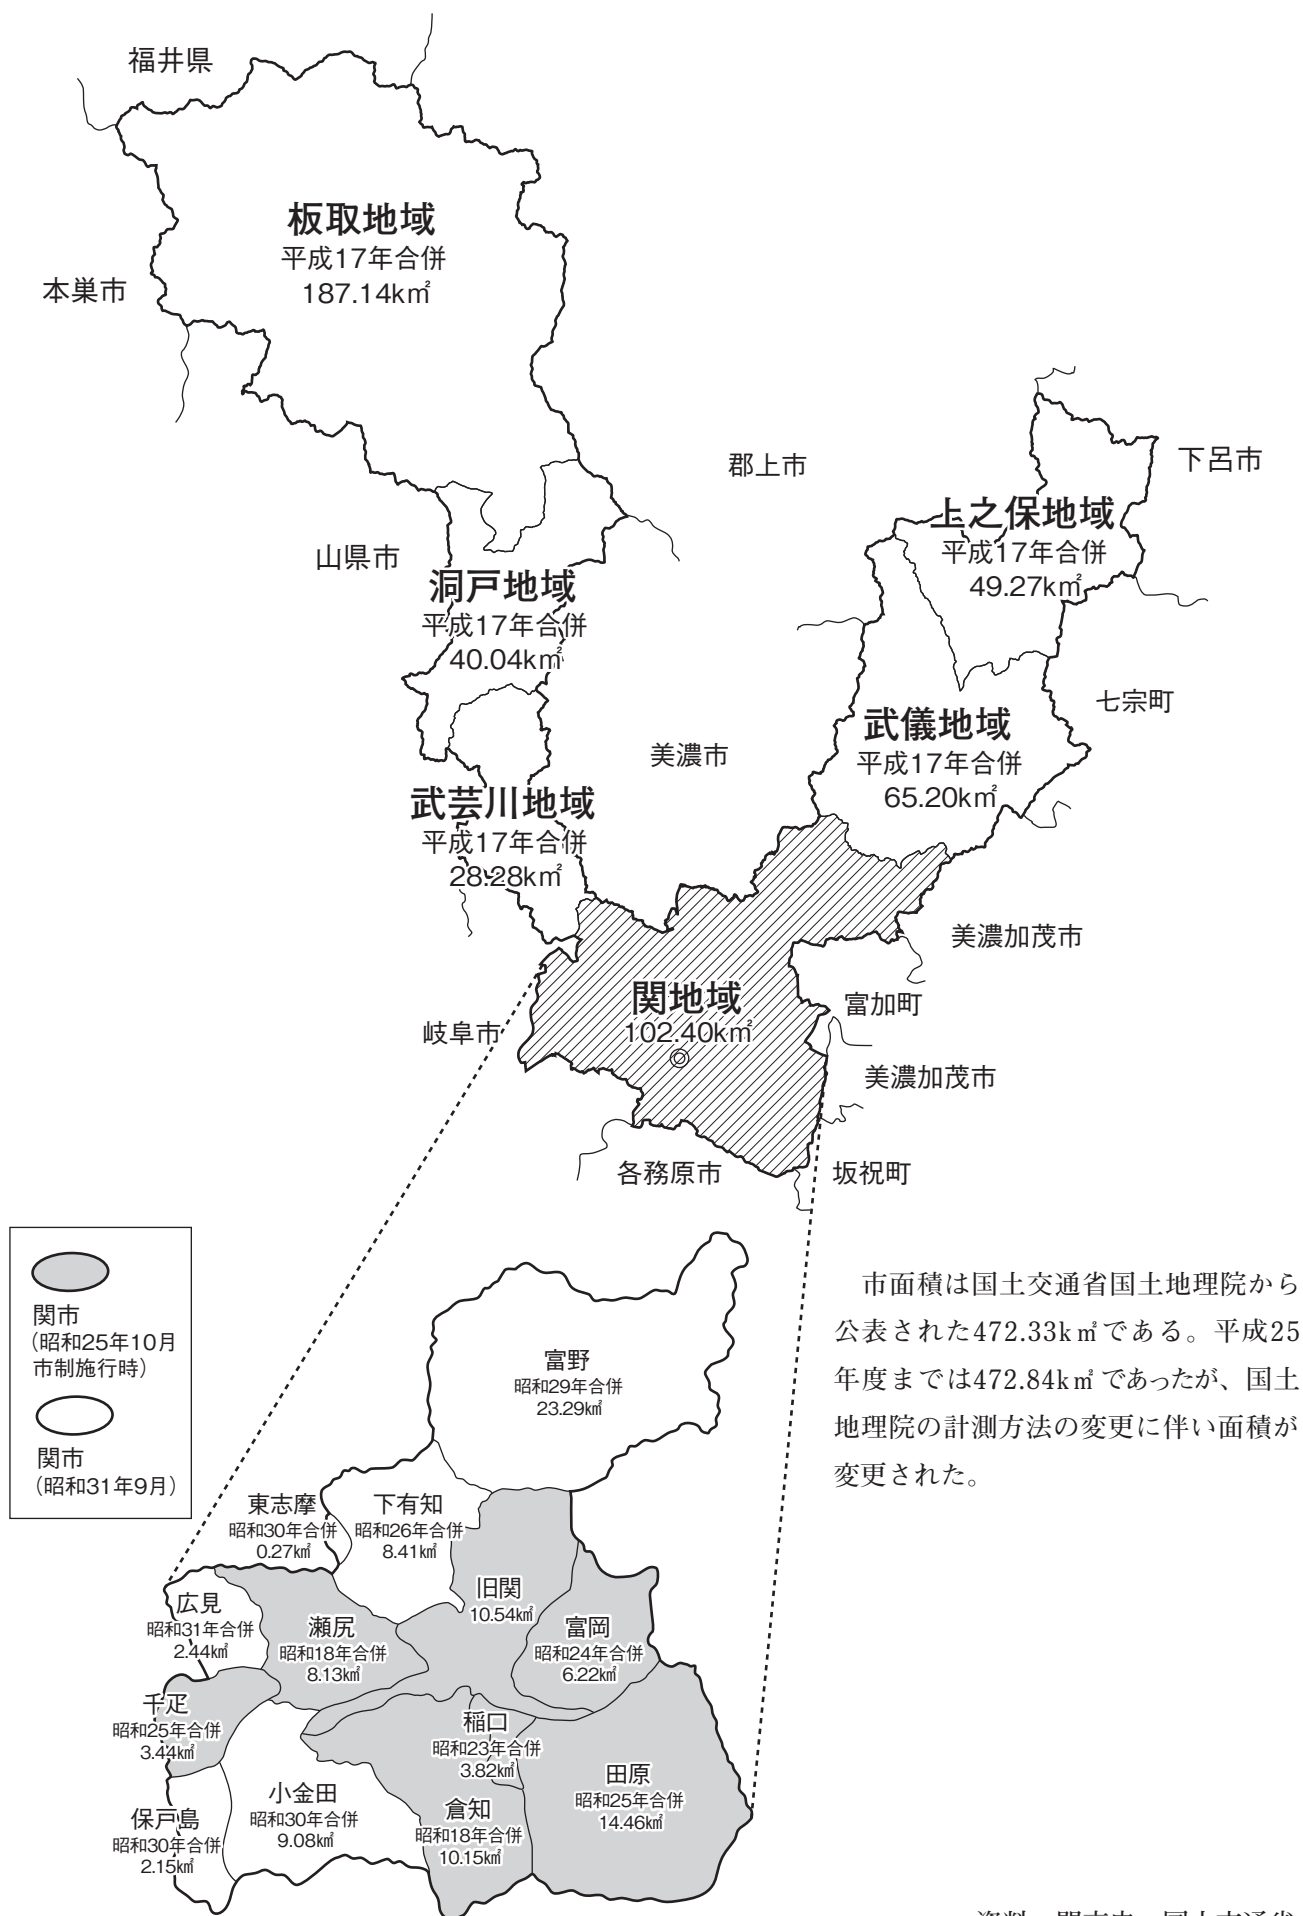 福井県
板取地域
平成17年合併
187.14k㎡
本巣市
郡上市
下呂市
上之保地域
平成17年合併
49.27k㎡
山県市
洞戸地域
平成17年合併
40.04k㎡
七宗町
武儀地域
平成17年合併
65.20k㎡
美濃市
武芸川地域
平成17年合併
28.28k㎡
美濃加茂市
関地域
102.40k㎡
富加町
岐阜市
美濃加茂市
各務原市
坂祝町
関市
(昭和25年10月
市制施行時)
関市
(昭和31年9月)
市面積は国土交通省国土地理院から
公表された472.33k㎡である。平成25
年度までは472.84k㎡であったが、国土
地理院の計測方法の変更に伴い面積が
変更された。
富野
昭和29年合併
23.29k㎡
東志摩
昭和30年合併
0.27k㎡
下有知
昭和26年合併
8.41k㎡
旧関
10.54k㎡
広見
昭和31年合併
2.44k㎡
瀬尻
昭和18年合併
8.13k㎡
富岡
昭和24年合併
6.22k㎡
千疋
昭和25年合併
3.44k㎡
稲口
昭和23年合併
3.82k㎡
田原
昭和25年合併
14.46k㎡
小金田
昭和30年合併
9.08k㎡
倉知
昭和18年合併
10.15k㎡
保戸島
昭和30年合併
2.15k㎡